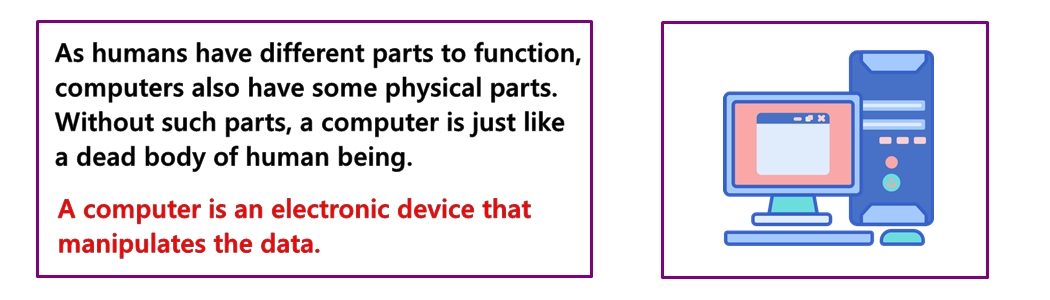 As humans have different parts to function,
computers also have some physical parts.
Without such parts, a computer is just like
a dead body of human being.
A computer is an electronic device that
manipulates the data.